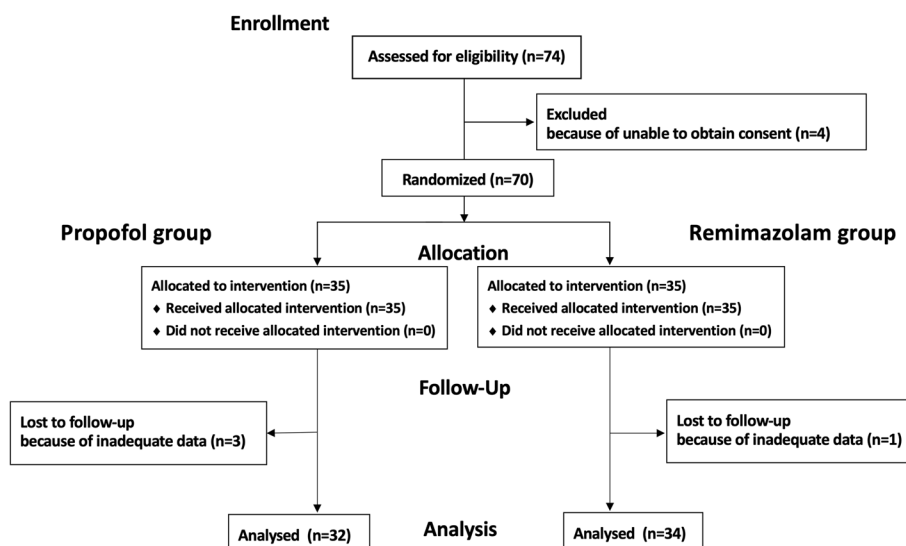 Enrollment
Assessed for eligibility (n=74)
Excluded
because of unable to obtain consent (n=4)
Randomized (n=70)
Propofol group
Remimazolam group
Allocation
Allocated to intervention (n=35)
♦ Received allocated intervention (n=35)
♦ Did not receive allocated intervention (n=0)
Allocated to intervention (n=35)
♦ Received allocated intervention (n=35)
♦ Did not receive allocated intervention (n=0)
Follow-Up
Lost to follow-up
because of inadequate data (n=3)
Lost to follow-up
because of inadequate data (n=1)
Analysed (n=32)
Analysis
Analysed (n=34)